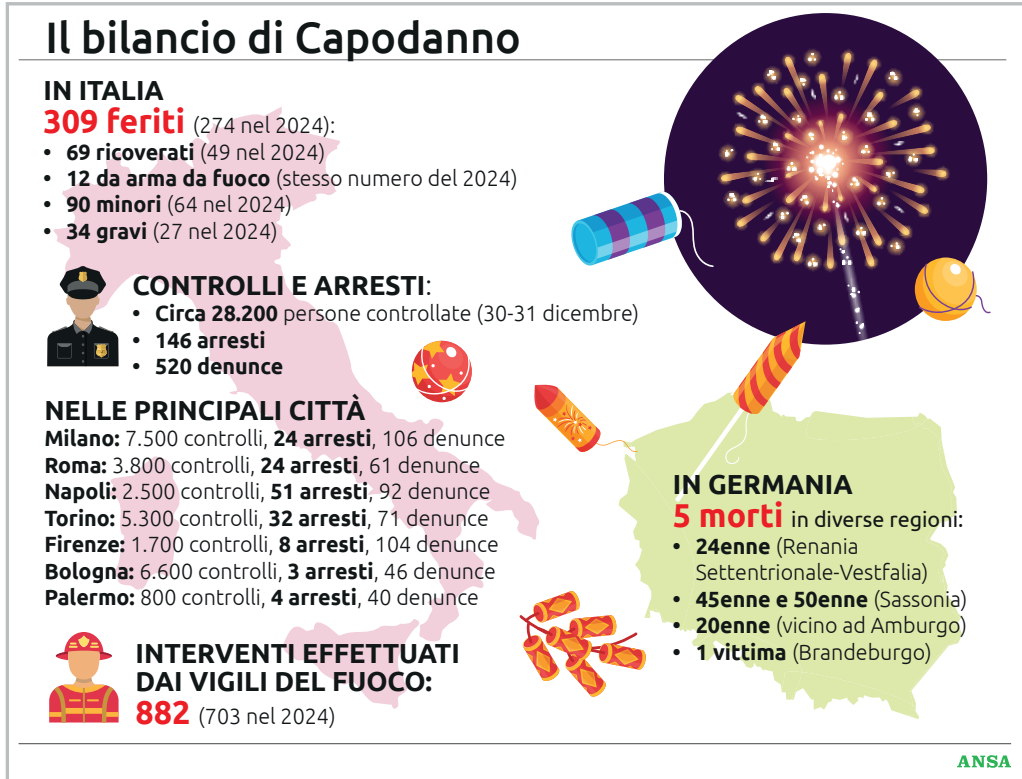 Il bilancio di Capodanno
IN ITALIA
309 feriti (274 nel 2024):
• 69 ricoverati (49 nel 2024)
• 12 da arma da fuoco (stesso numero del 2024)
• 90 minori (64 nel 2024)
• 34 gravi (27 nel 2024)
CONTROLLI E ARRESTI:
• Circa 28.200 persone controllate (30-31 dicembre)
• 146 arresti
• 520 denunce
NELLE PRINCIPALI CITTÀ
Milano: 7.500 controlli, 24 arresti, 106 denunce
Roma: 3.800 controlli, 24 arresti, 61 denunce
Napoli: 2.500 controlli, 51 arresti, 92 denunce
Torino: 5.300 controlli, 32 arresti, 71 denunce
Firenze: 1.700 controlli, 8 arresti, 104 denunce
Bologna: 6.600 controlli, 3 arresti, 46 denunce
Palermo: 800 controlli, 4 arresti, 40 denunce
INTERVENTI EFFETTUATI
DAI VIGILI DEL FUOCO:
882 (703 nel 2024)
IN GERMANIA
5 morti in diverse regioni:
• 24enne (Renania
Settentrionale-Vestfalia)
• 45enne e 50enne (Sassonia)
• 20enne (vicino ad Amburgo)
• 1 vittima (Brandeburgo)
ANSA